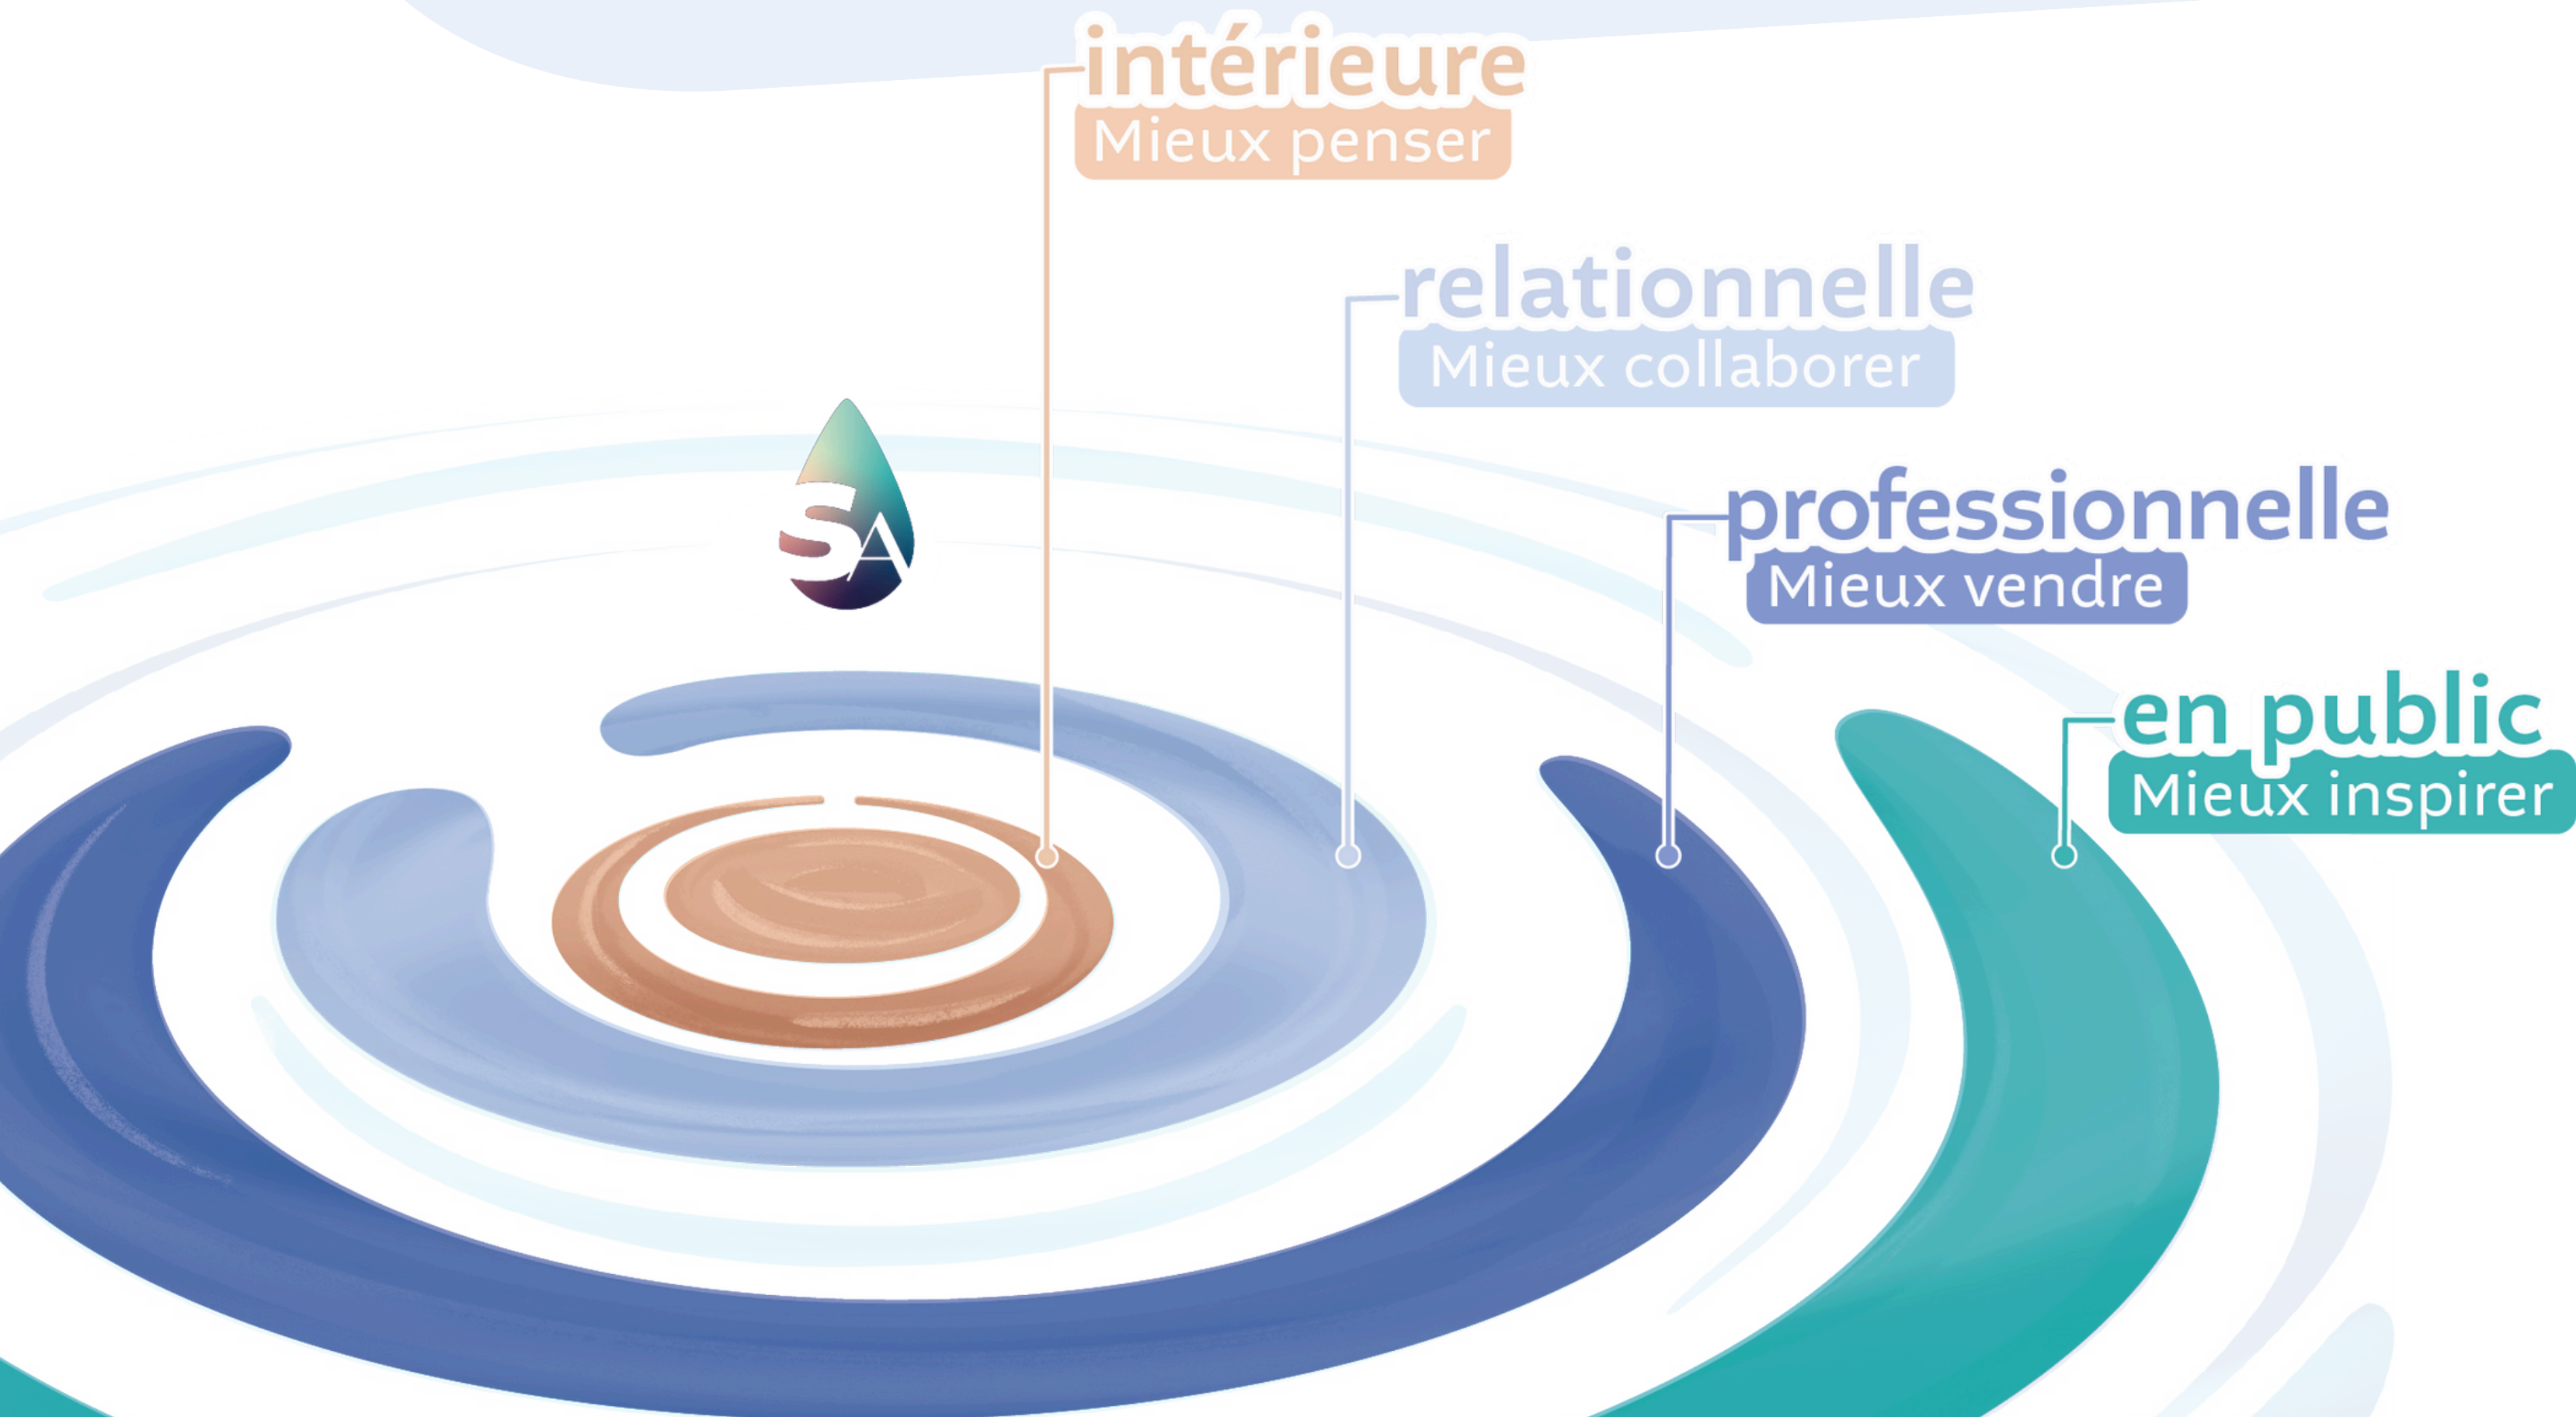 intérieure
Mieux penser
relationnelle
Mieux collaborer
SA
professionnelle
Mieux vendre
en public
Mieux inspirer